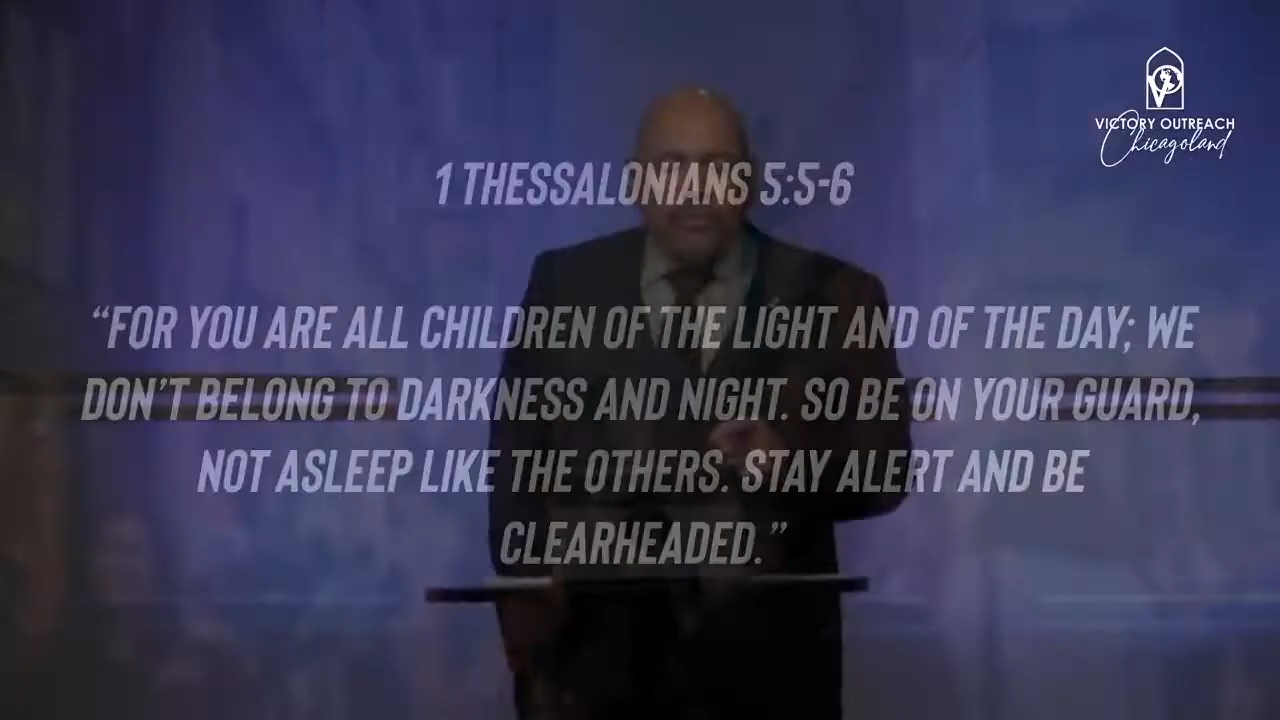 VICTORY OUTREACH
Chicagoland
1 THESSALONIANS 5:5-6
“FOR YOU ARE ALL CHILDREN OF THE LIGHT AND OF THE DAY; WE
DON’T BELONG TO DARKNESS AND NIGHT. SO BE ON YOUR GUARD,
NOT ASLEEP LIKE THE OTHERS. STAY ALERT AND BE
CLEARHEADED.”